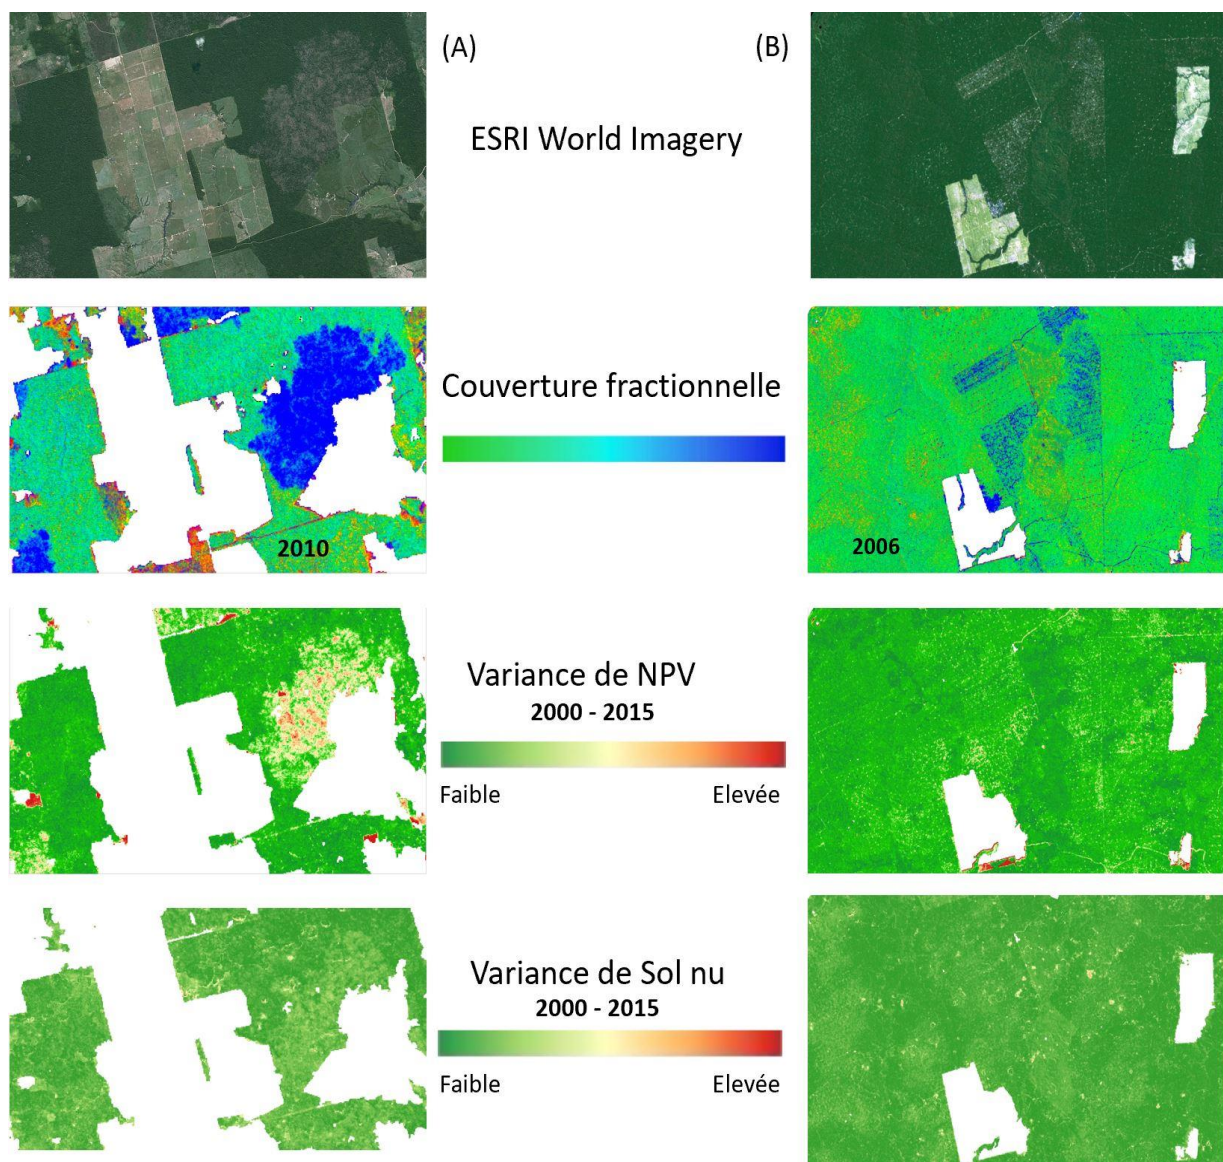 (A)
(B)
ESRI World Imagery
Couverture fractionnelle
2010
2006
Variance de NPV
2000 - 2015
Faible
Elevée
Variance de Sol nu
2000 - 2015
Faible
Elevée